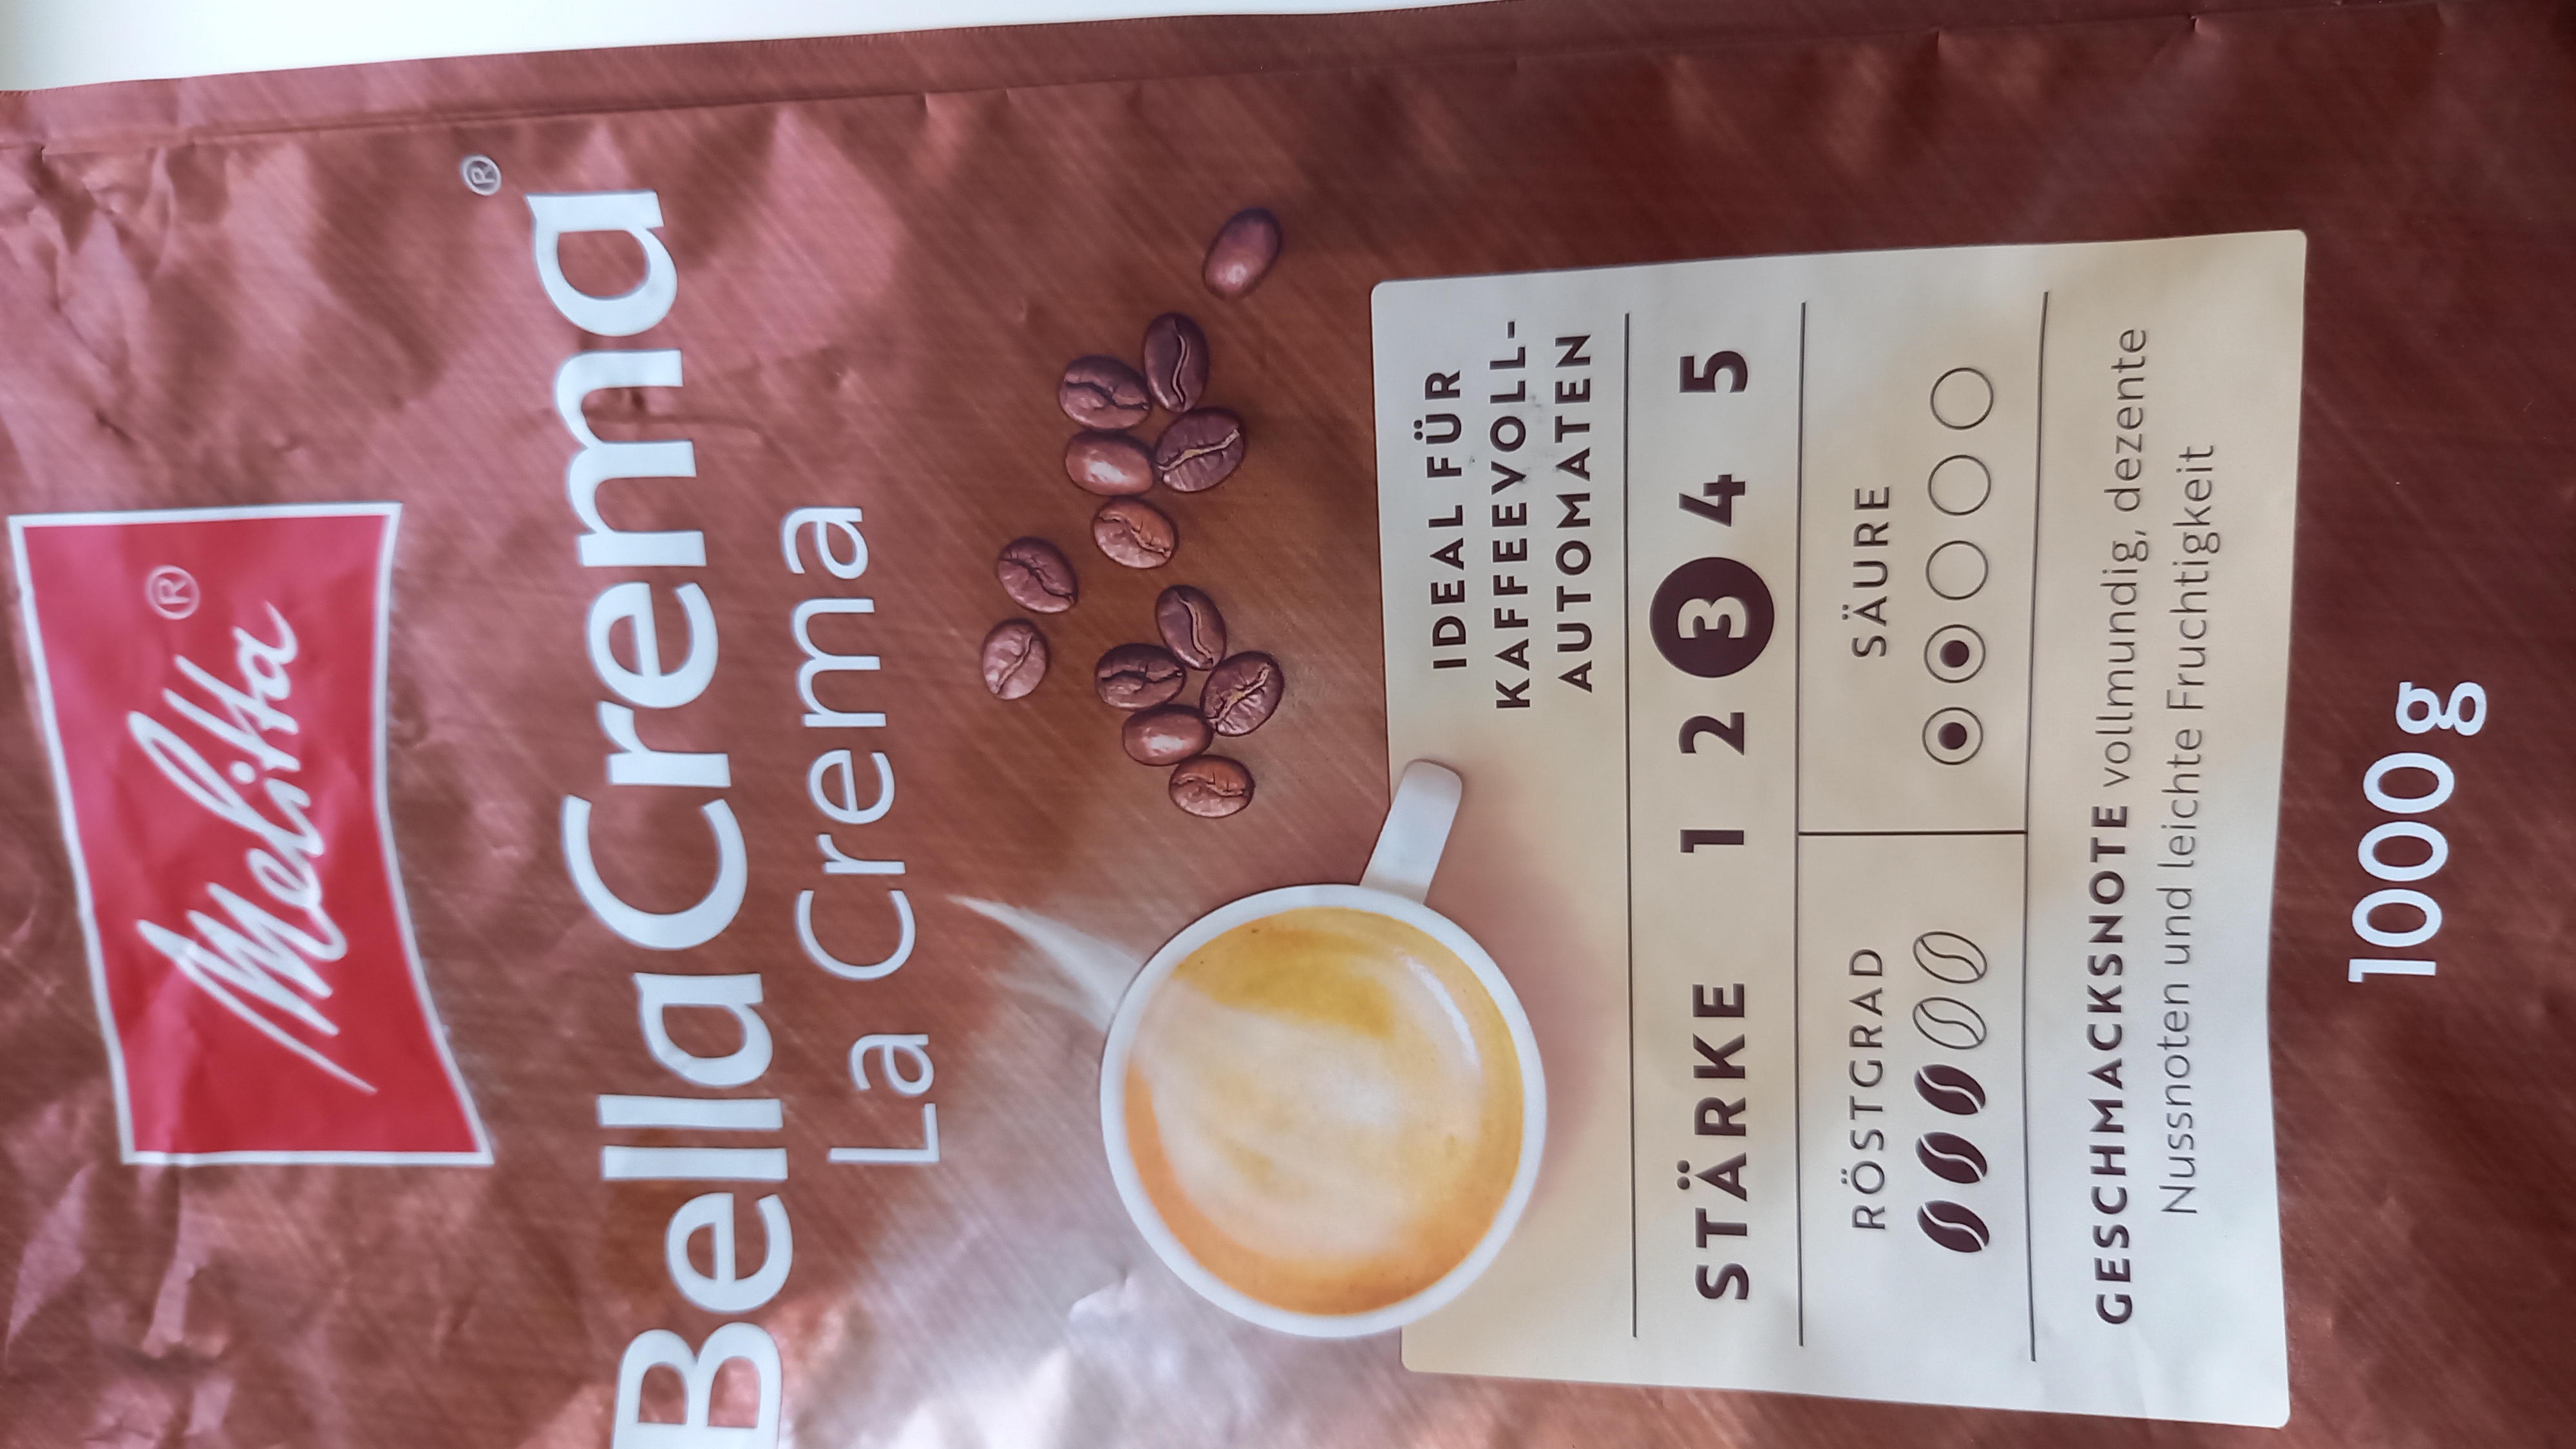 Melitta®
BellaCrema®
La Crema
IDEAL FÜR
KAFFEEVOLL-
AUTOMATEN
STÄRKE 1 2 3 4 5
RÖSTGRAD SÄURE
GESCHMACKSNOTE vollmundig, dezente
Nussnoten und leichte Fruchtigkeit
1000 g